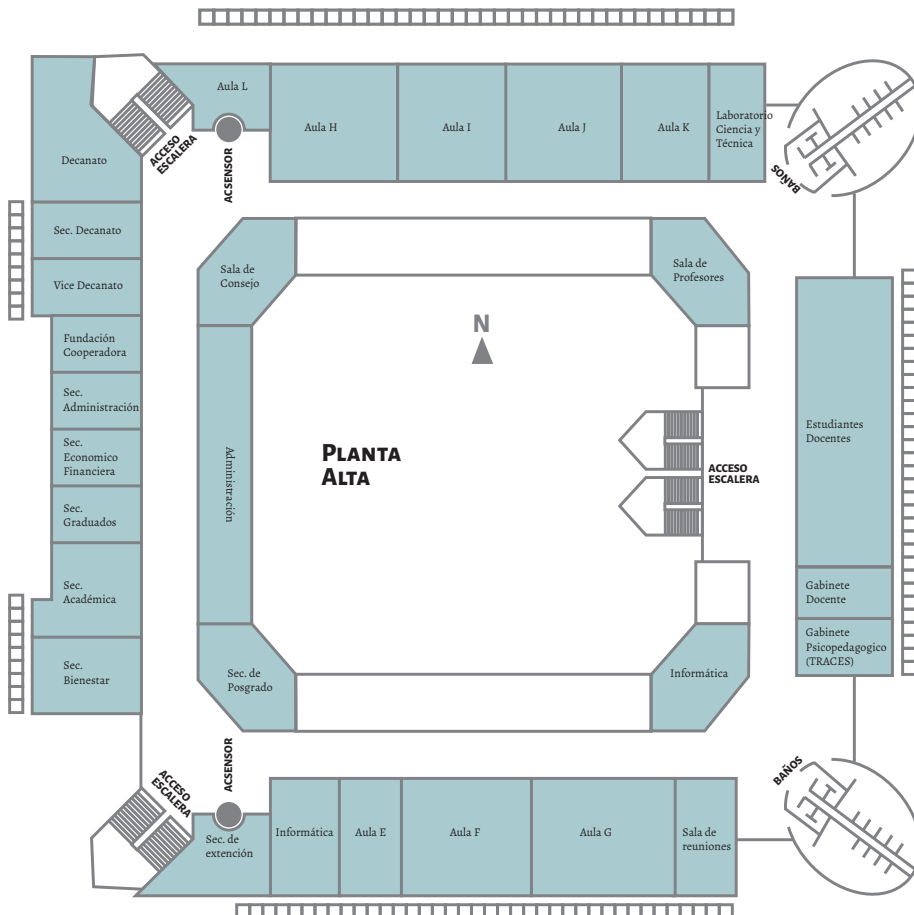 Aula L
Aula H
Aula I
Aula J
Aula K
Laboratorio
Ciencia y
Técnica
ACCESO
ESCALERA
ACSENSOR
BAÑOS
Decanato
Sec. Decanato
Vice Decanato
Fundación
Cooperadora
Sec.
Administración
Sec.
Economico
Financiera
Sec.
Graduados
Sec.
Académica
Sec.
Bienestar
Sala de
Consejo
Sala de
Profesores
N
Administración
PLANTA
ALTA
ACCESO
ESCALERA
Estudiantes
Docentes
Gabinete
Docente
Gabinete
Psicopedagogico
(TRACES)
Sec. de
Posgrado
Informática
ACSENSOR
ACCESO
ESCALERA
BAÑOS
Sec. de
extención
Informática
Aula E
Aula F
Aula G
Sala de
reuniones